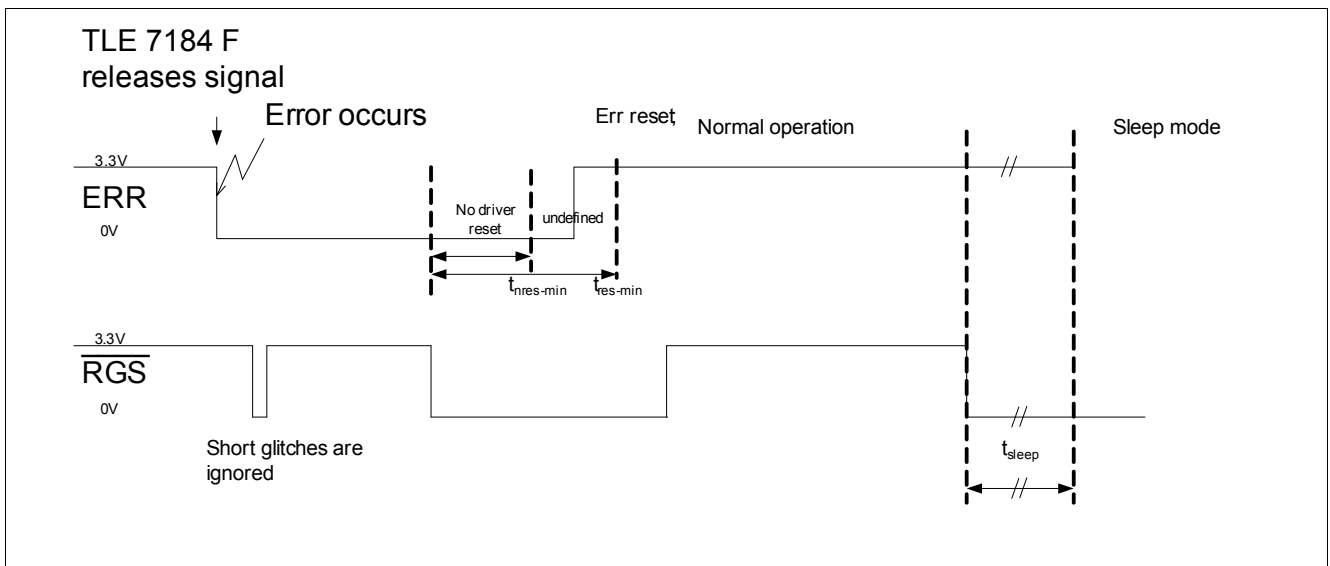 TLE 7184 F
releases signal
Error occurs
Err reset,
Normal operation
Sleep mode
3.3V
ERR
0V
No driver
reset
undefined
tnres-min
tres-min
3.3V
RGS
0V
Short glitches are
ignored
tsleep